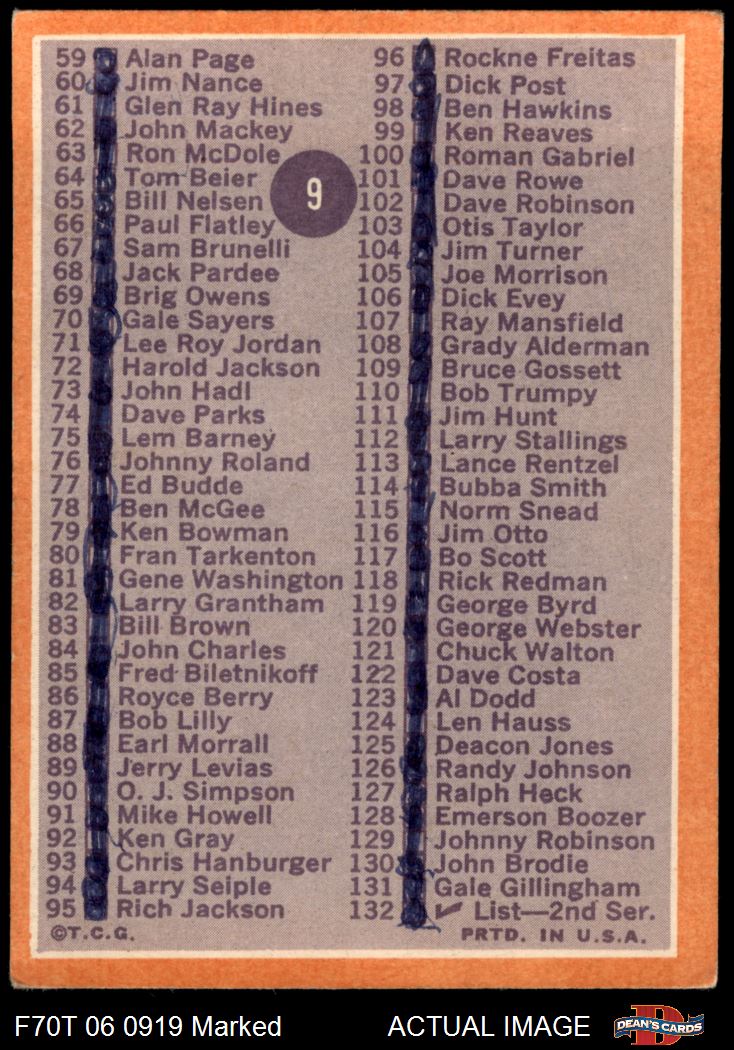 59 Alan Page
60 Jim Nance
61 Glen Ray Hines
62 John Mackey
63 Ron McDole
64 Tom Beier
65 Bill Nelsen
66 Paul Flatley
67 Sam Brunelli
68 Jack Pardee
69 Brig Owens
70 Gale Sayers
71 Lee Roy Jordan
72 Harold Jackson
73 John Hadl
74 Dave Parks
75 Lem Barney
76 Johnny Roland
77 Ed Budde
78 Ben McGee
79 Ken Bowman
80 Fran Tarkenton
81 Gene Washington
82 Larry Grantham
83 Bill Brown
84 John Charles
85 Fred Biletnikoff
86 Royce Berry
87 Bob Lilly
88 Earl Morrall
89 Jerry Levias
90 O. J. Simpson
91 Mike Howell
92 Ken Gray
93 Chris Hanburger
94 Larry Seiple
95 Rich Jackson
©T.C.G.
9
96 Rockne Freitas
97 Dick Post
98 Ben Hawkins
99 Ken Reaves
100 Roman Gabriel
101 Dave Rowe
102 Dave Robinson
103 Otis Taylor
104 Jim Turner
105 Joe Morrison
106 Dick Evey
107 Ray Mansfield
108 Grady Alderman
109 Bruce Gossett
110 Bob Trumpy
111 Jim Hunt
112 Larry Stallings
113 Lance Rentzel
114 Bubba Smith
115 Norm Snead
116 Jim Otto
117 Bo Scott
118 Rick Redman
119 George Byrd
120 George Webster
121 Chuck Walton
122 Dave Costa
123 Al Dodd
124 Len Hauss
125 Deacon Jones
126 Randy Johnson
127 Ralph Heck
128 Emerson Boozer
129 Johnny Robinson
130 John Brodie
131 Gale Gillingham
132 ✓ List—2nd Ser.
PRTD. IN U.S.A.
F70T 06 0919 Marked
ACTUAL IMAGE
DEAN'S CARDS